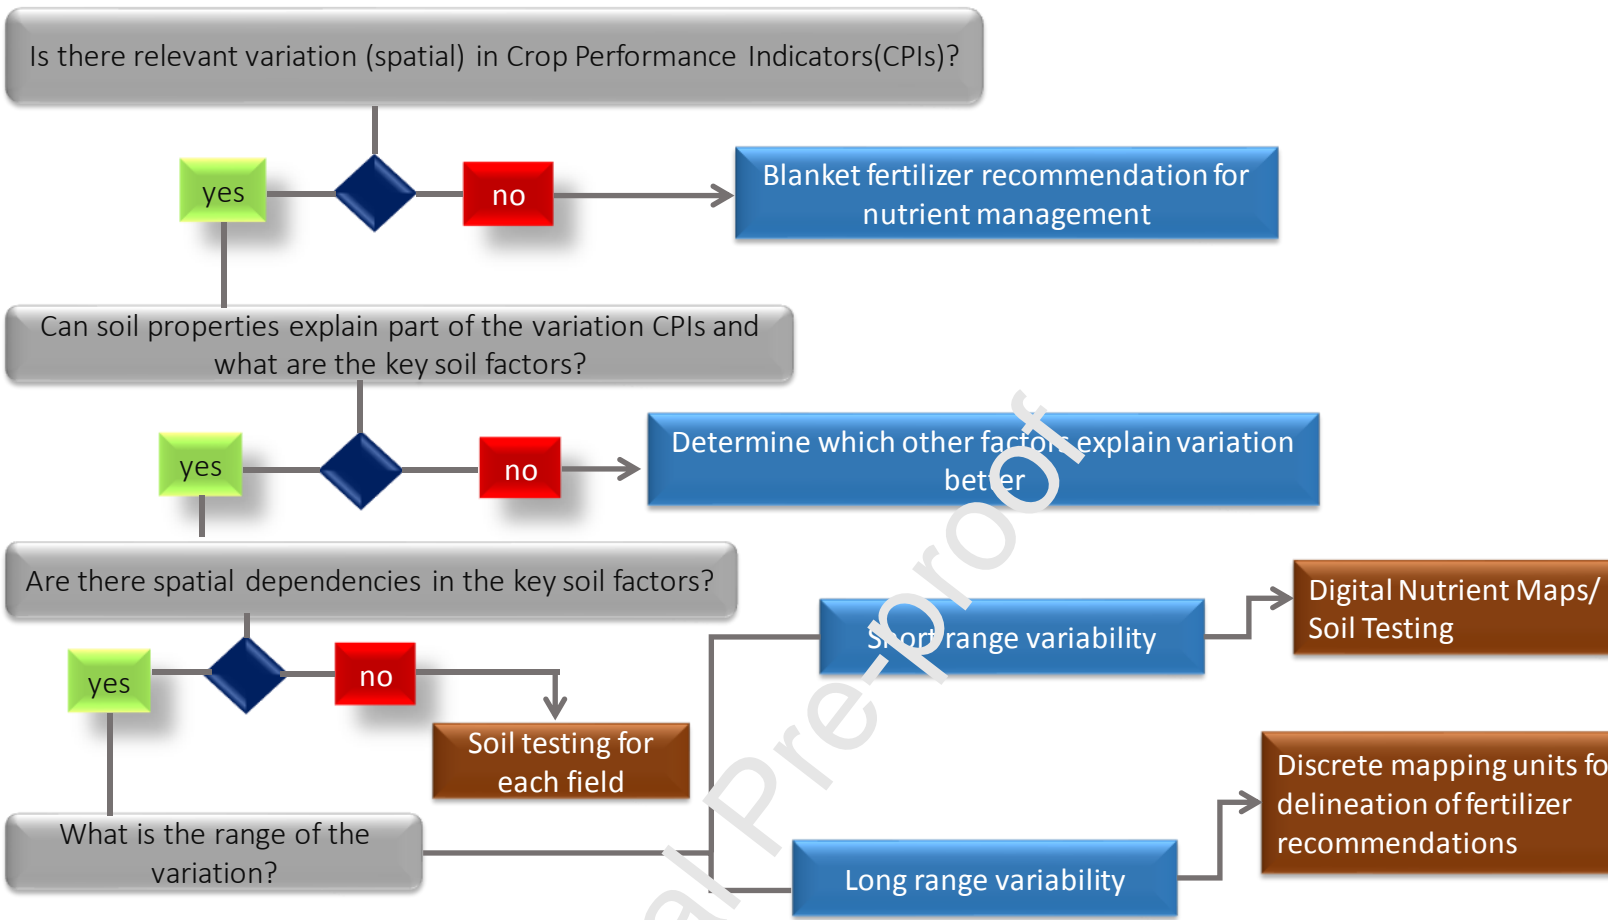 Is there relevant variation (spatial) in Crop Performance Indicators(CPIs)?
yes
no
Blanket fertilizer recommendation for
nutrient management
Can soil properties explain part of the variation CPIs and
what are the key soil factors?
yes
no
Determine which other factors explain variation
better
Are there spatial dependencies in the key soil factors?
yes
no
Soil testing for
each field
What is the range of the
variation?
Short range variability
Digital Nutrient Maps/
Soil Testing
Long range variability
Discrete mapping units fo
delineation of fertilizer
recommendations
al Pre-proof